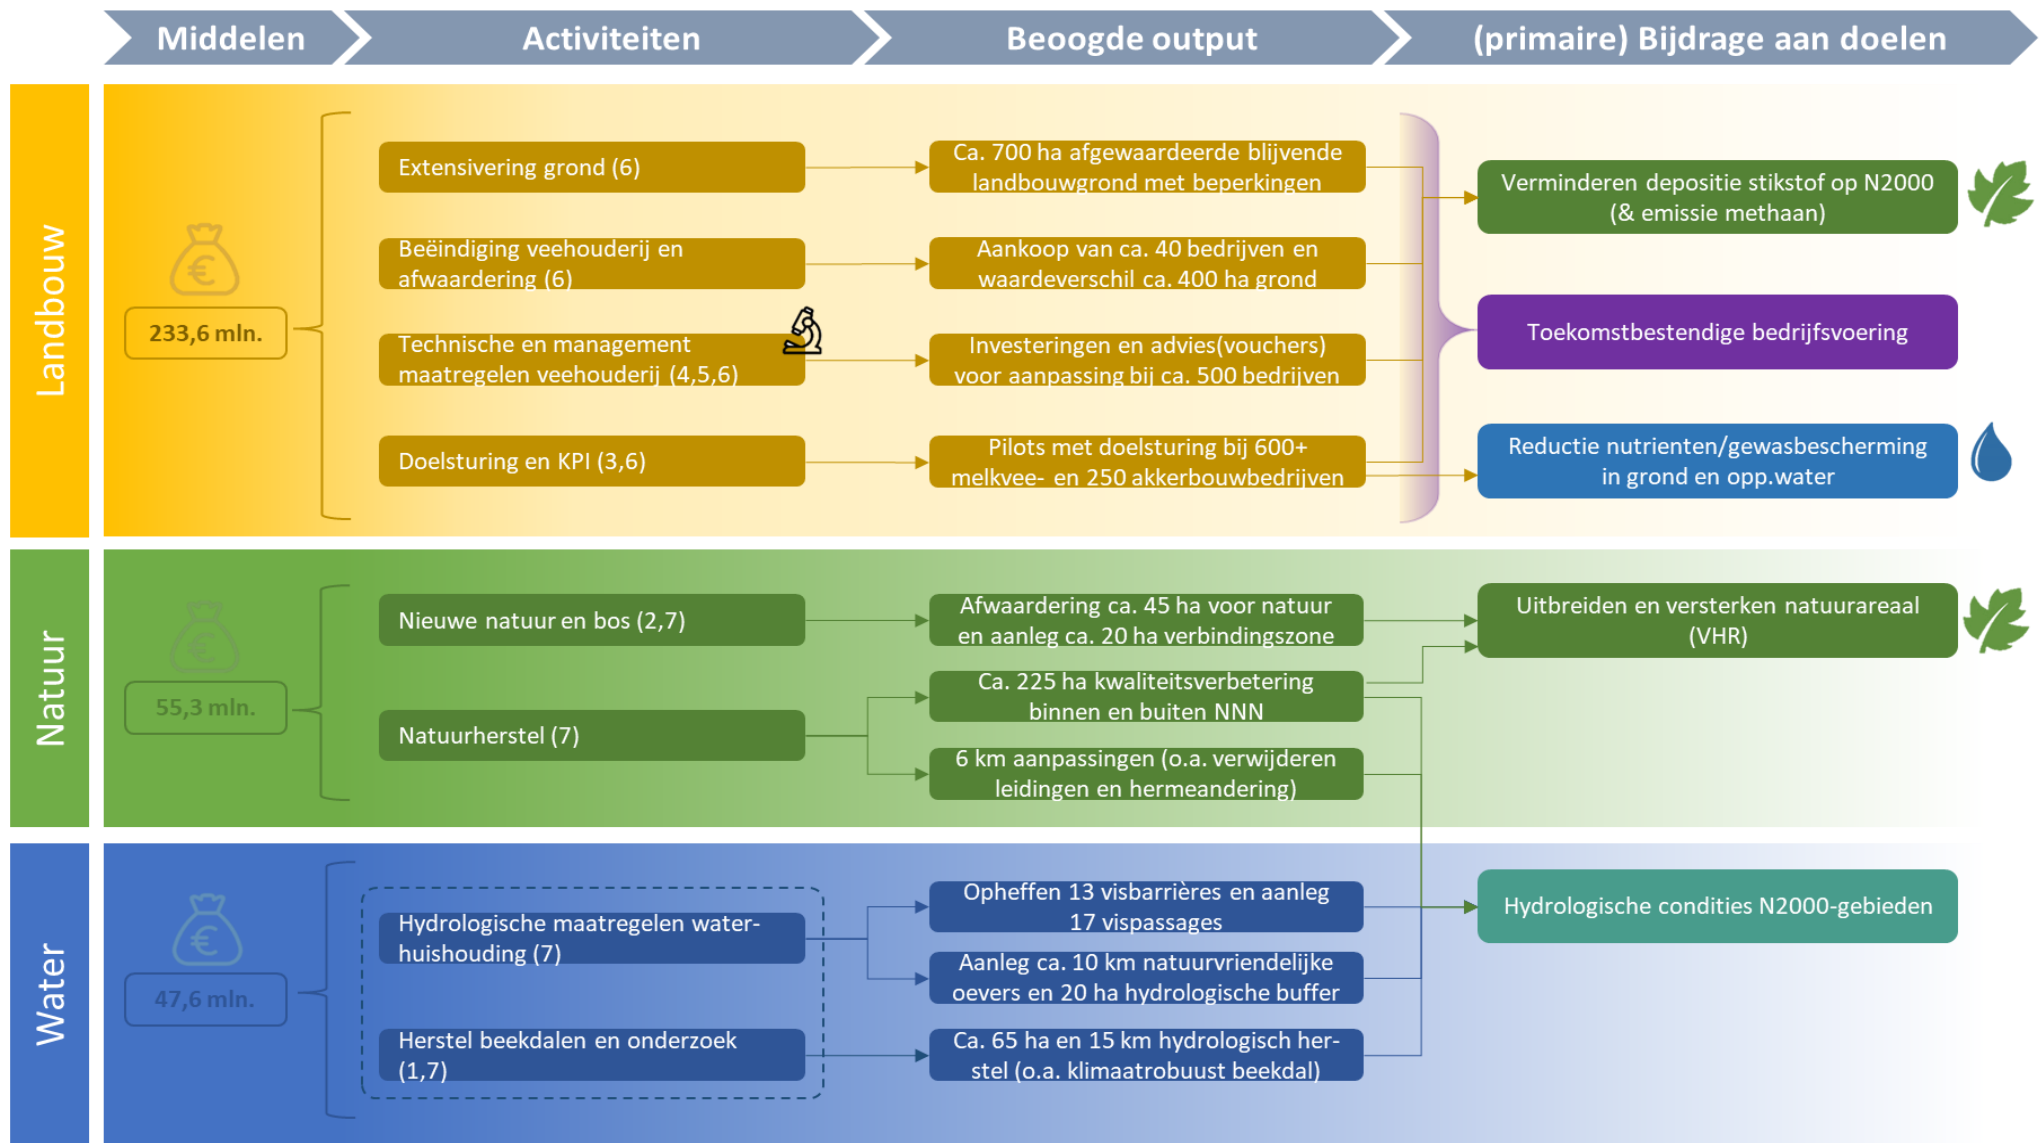 Middelen
Activiteiten
Beoogde output
(primaire) Bijdrage aan doelen
Landbouw
233,6 mln.
Extensivering grond (6)
Ca. 700 ha afgewaardeerde blijvende
landbouwgrond met beperkingen
Beëindiging veehouderij en
afwaardering (6)
Aankoop van ca. 40 bedrijven en
waardeverschil ca. 400 ha grond
Technische en management
maatregelen veehouderij (4,5,6)
Investeringen en advies(vouchers)
voor aanpassing bij ca. 500 bedrijven
Doelsturing en KPI (3,6)
Pilots met doelsturing bij 600+
melkvee- en 250 akkerbouwbedrijven
Verminderen depositie stikstof op N2000
(& emissie methaan)
Toekomstbestendige bedrijfsvoering
Reductie nutrienten/gewasbescherming
in grond en opp.water
Natuur
55,3 mln.
Nieuwe natuur en bos (2,7)
Afwaardering ca. 45 ha voor natuur
en aanleg ca. 20 ha verbindingszone
Natuurherstel (7)
Ca. 225 ha kwaliteitsverbetering
binnen en buiten NNN
6 km aanpassingen (o.a. verwijderen
leidingen en hermeandering)
Uitbreiden en versterken natuurareaal
(VHR)
Water
47,6 mln.
Hydrologische maatregelen water-
huishouding (7)
Opheffen 13 visbarrières en aanleg
17 vispassages
Aanleg ca. 10 km natuurvriendelijke
oevers en 20 ha hydrologische buffer
Herstel beekdalen en onderzoek
(1,7)
Ca. 65 ha en 15 km hydrologisch her-
stel (o.a. klimaatrobuust beekdal)
Hydrologische condities N2000-gebieden